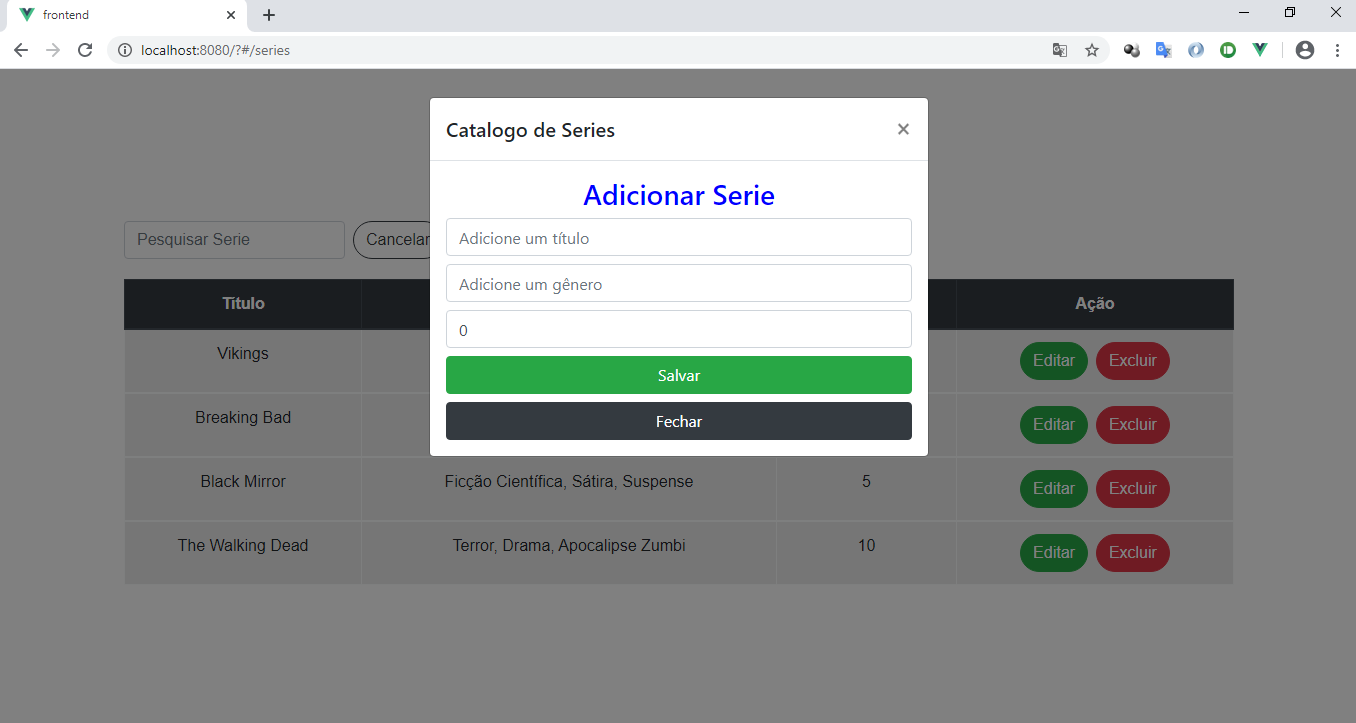 frontend
localhost:8080/?#/series
Catalogo de Series ×
Adicionar Serie
Adicione um título
Adicione um gênero
0
Salvar
Fechar
Pesquisar Serie Cancelar
Título Ação
Vikings Editar Excluir
Breaking Bad Editar Excluir
Black Mirror Ficção Científica, Sátira, Suspense 5 Editar Excluir
The Walking Dead Terror, Drama, Apocalipse Zumbi 10 Editar Excluir